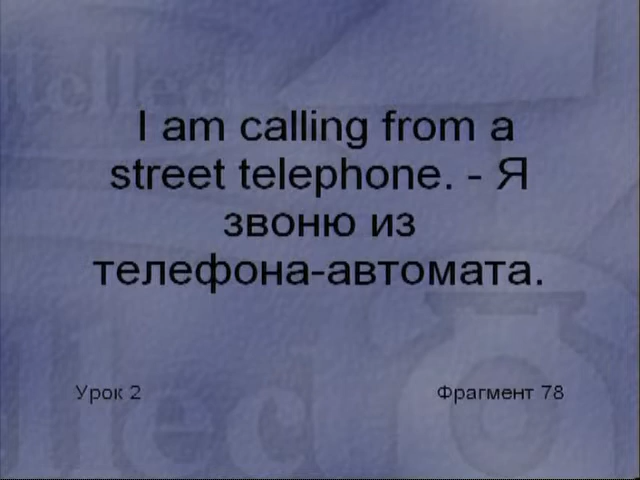 I am calling from a
street telephone. - Я
звоню из
телефона-автомата.
Урок 2
Фрагмент 78